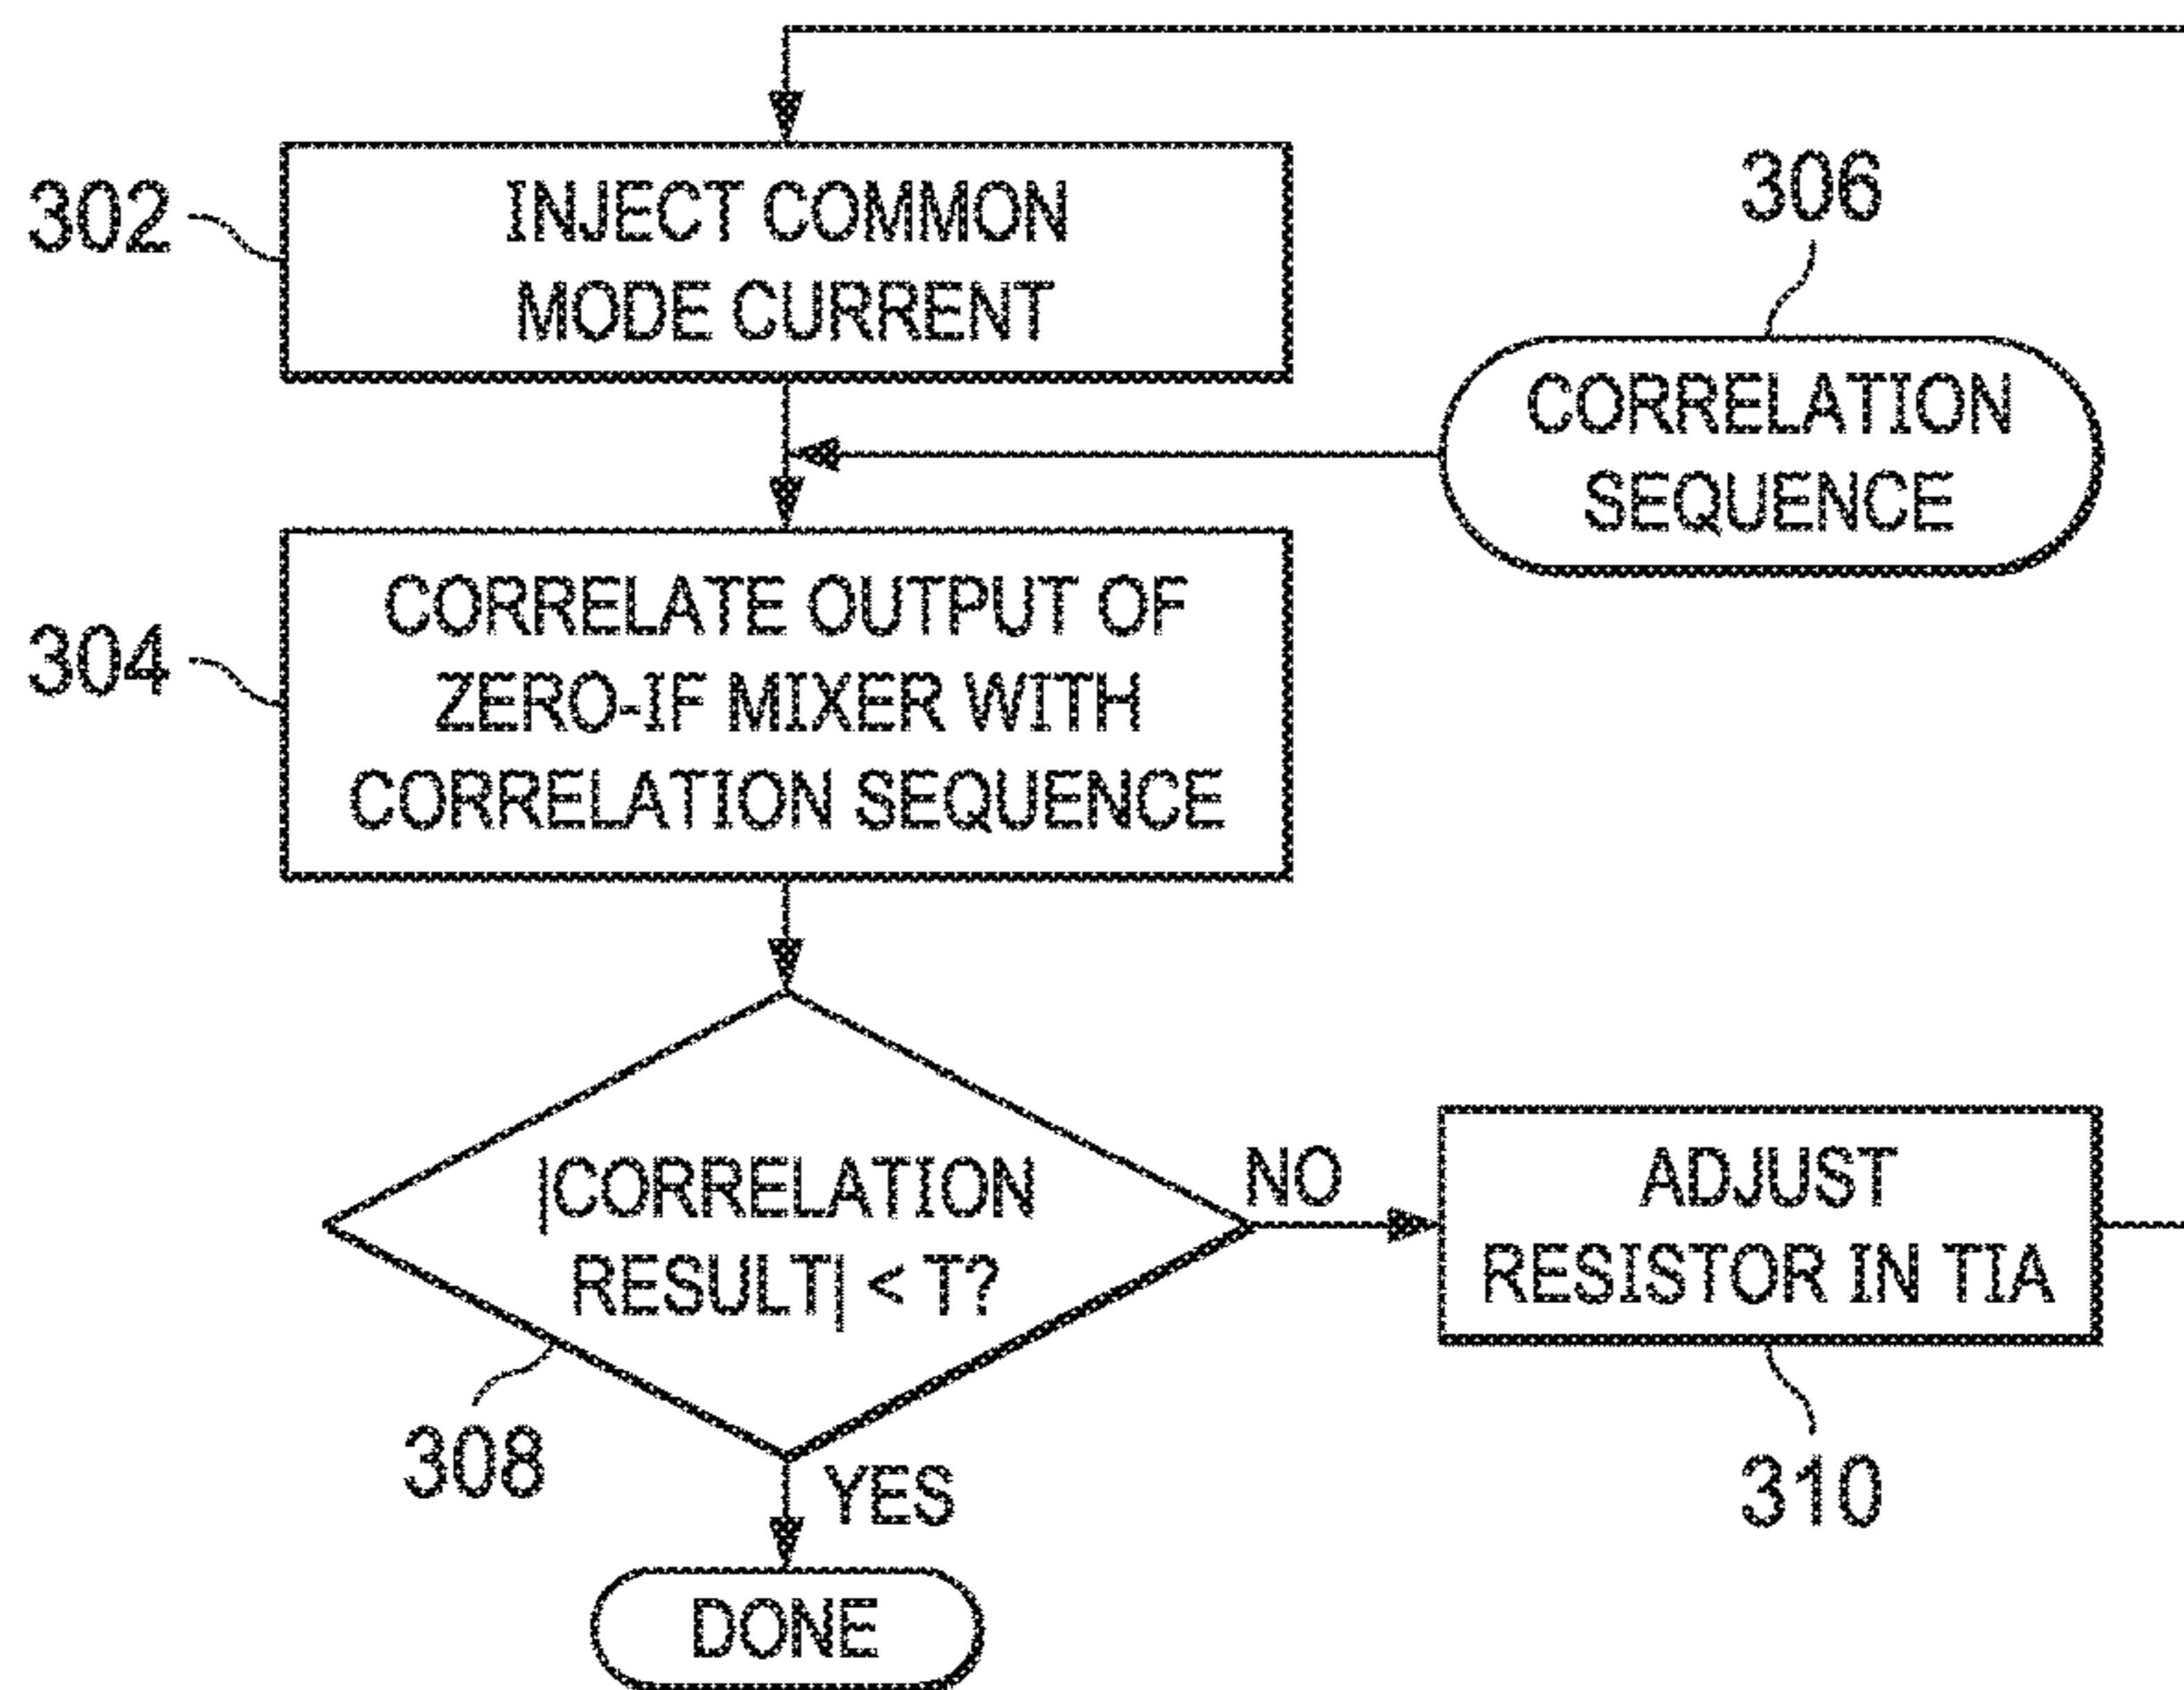 302
INJECT COMMON
MODE CURRENT
306
CORRELATION
SEQUENCE
304
CORRELATE OUTPUT OF
ZERO-IF MIXER WITH
CORRELATION SEQUENCE
|CORRELATION
RESULT| < T?
NO
ADJUST
RESISTOR IN TIA
308
YES
310
DONE